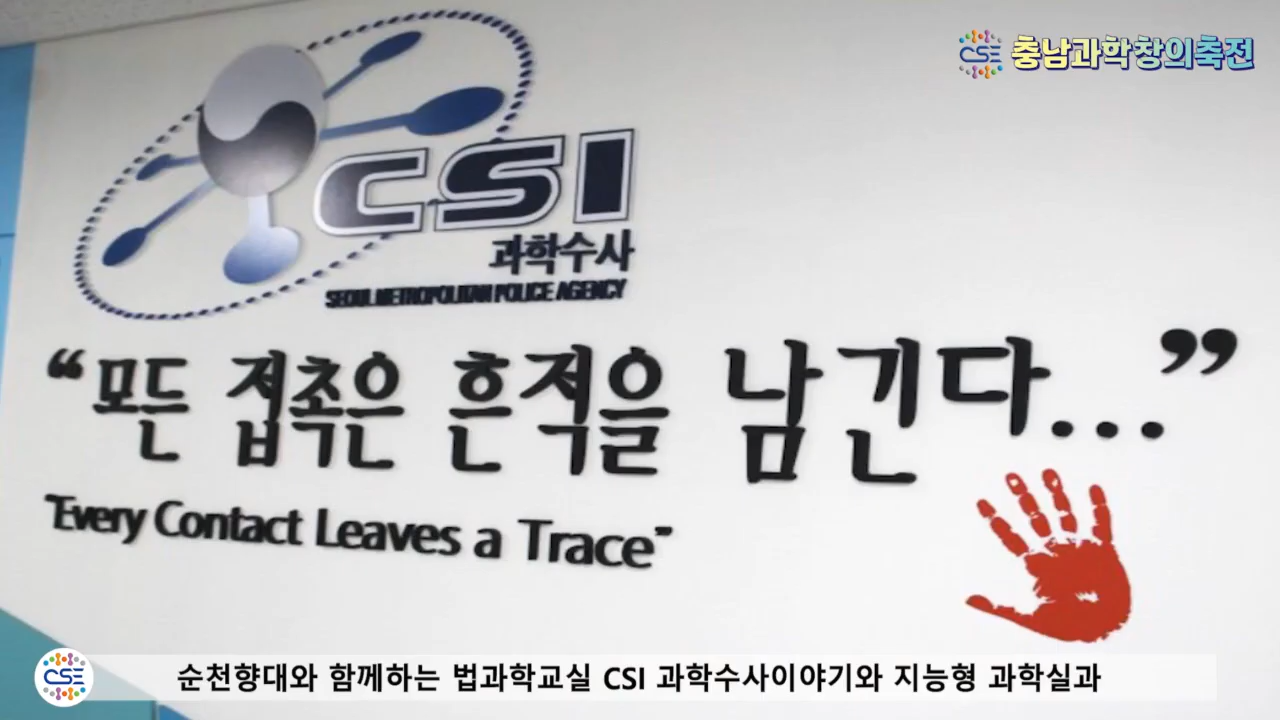 CSE 충남과학창의축전
CSI
과학수사
SEOUL METROPOLITAN POLICE AGENCY
“모든 접촉은 흔적을 남긴다...”
"Every Contact Leaves a Trace"
CSE
순천향대와 함께하는 법과학교실 CSI 과학수사이야기와 지능형 과학실과